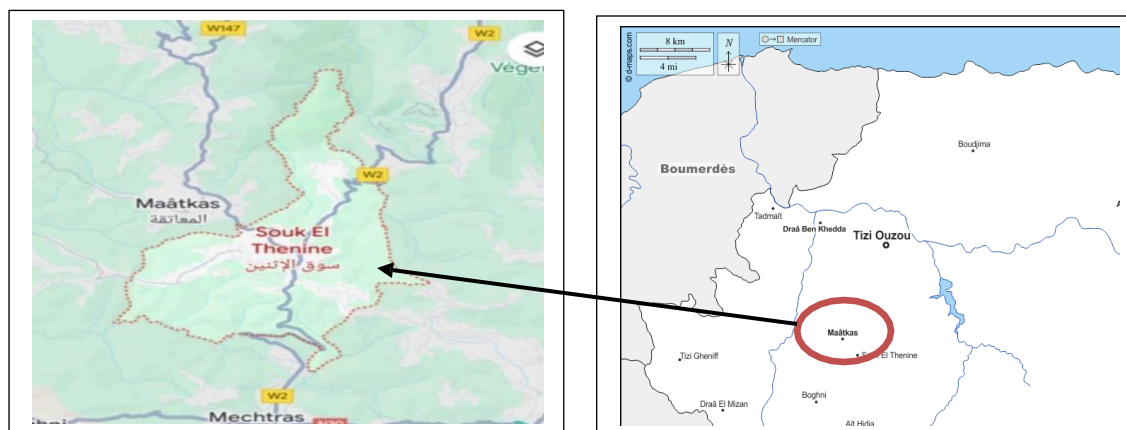 W147
W2
Maâtkas
المعاتقة
W2
Souk El
Thenine
سوق الإثنين
W2
Mechtras
© d-maps.com
8 km
4 mi
N
Mercator
Boumerdès
Boudjima
Tadmaït
Draâ Ben Khedda
Tizi Ouzou
Maâtkas
Tizi Gheniff
El Thenine
Boghni
Draâ El Mizan
Aït Hidja